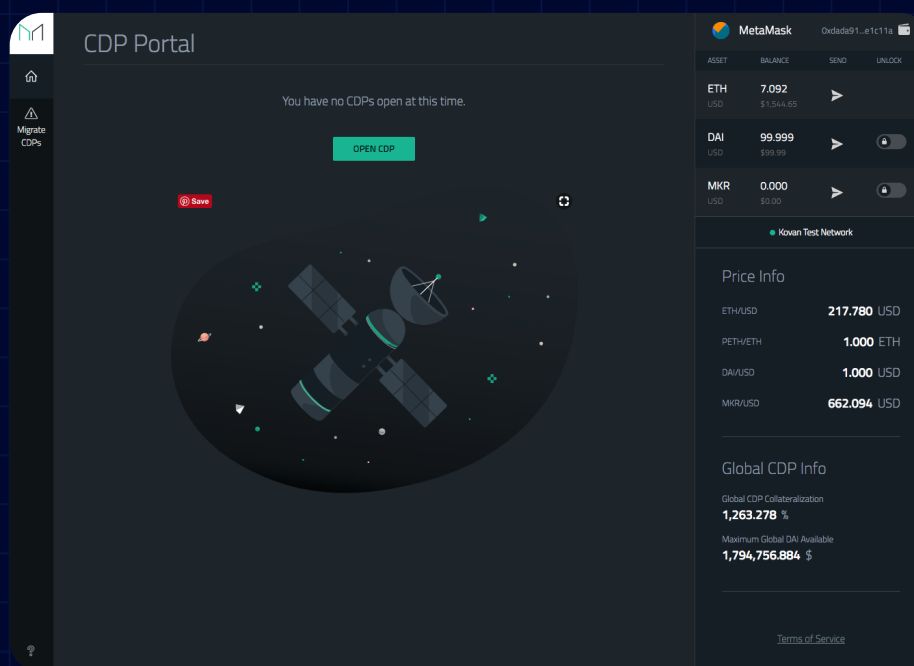 CDP Portal
Migrate
CDPs
You have no CDPs open at this time.
OPEN CDP
Save
MetaMask 0xdada91...e1c11a
ASSET BALANCE SEND UNLOCK
ETH 7.092
USD $1,544.65
DAI 99.999
USD $99.99
MKR 0.000
USD $0.00
Kovan Test Network
Price Info
ETH/USD 217.780 USD
PETH/ETH 1.000 ETH
DAI/USD 1.000 USD
MKR/USD 662.094 USD
Global CDP Info
Global CDP Collateralization
1,263.278 %
Maximum Global DAI Available
1,794,756.884 $
Terms of Service
?